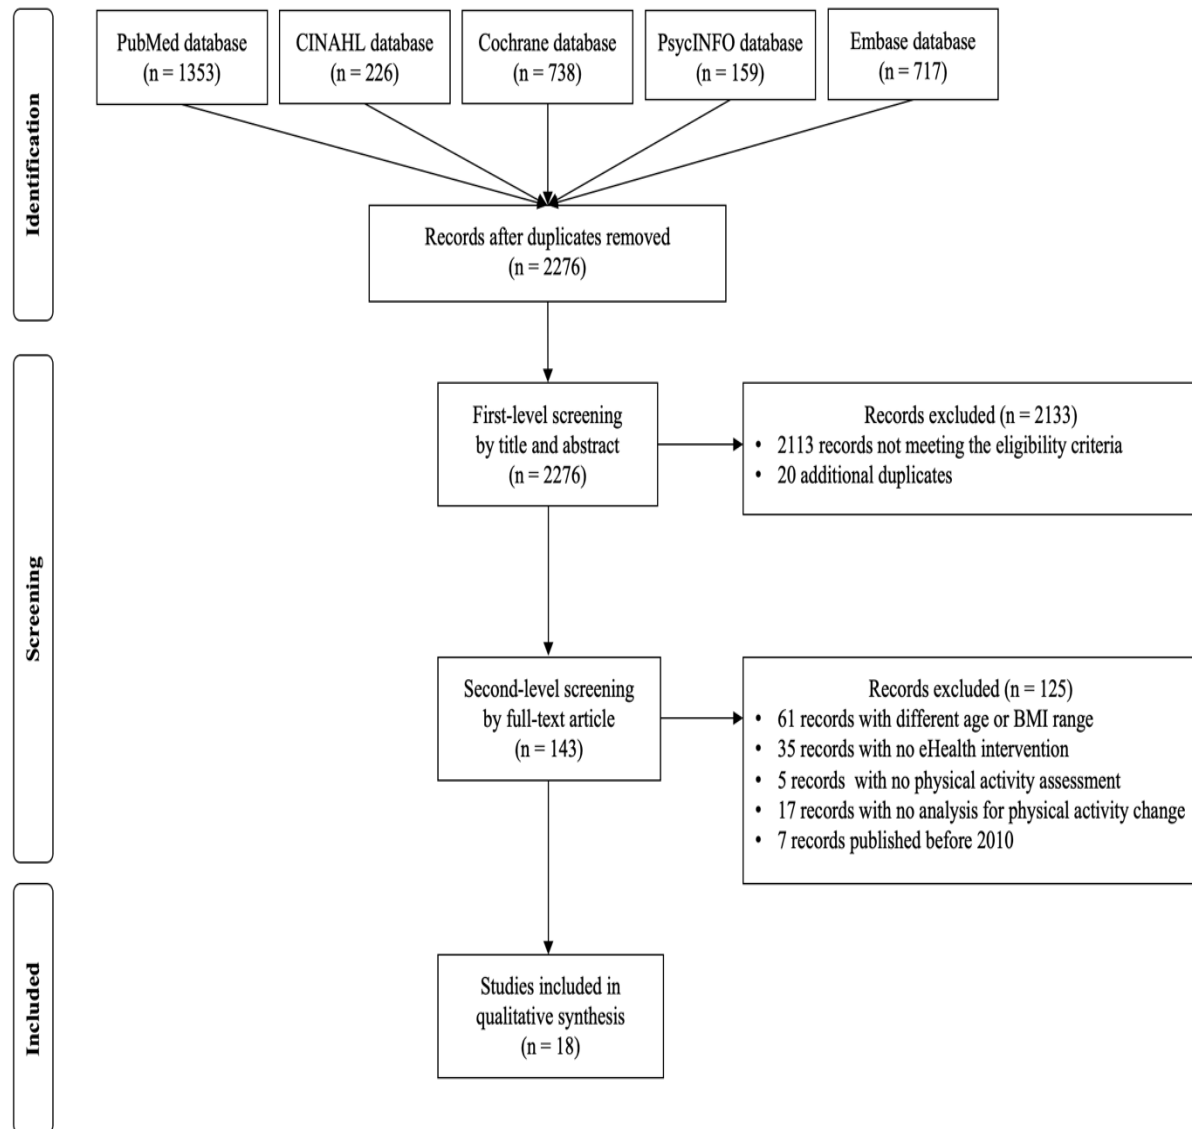 PubMed database
(n = 1353)
CINAHL database
(n = 226)
Cochrane database
(n = 738)
PsycINFO database
(n = 159)
Embase database
(n = 717)
Identification
Records after duplicates removed
(n = 2276)
Screening
First-level screening
by title and abstract
(n = 2276)
Records excluded (n = 2133)
• 2113 records not meeting the eligibility criteria
• 20 additional duplicates
Second-level screening
by full-text article
(n = 143)
Records excluded (n = 125)
• 61 records with different age or BMI range
• 35 records with no eHealth intervention
• 5 records with no physical activity assessment
• 17 records with no analysis for physical activity change
• 7 records published before 2010
Included
Studies included in
qualitative synthesis
(n = 18)